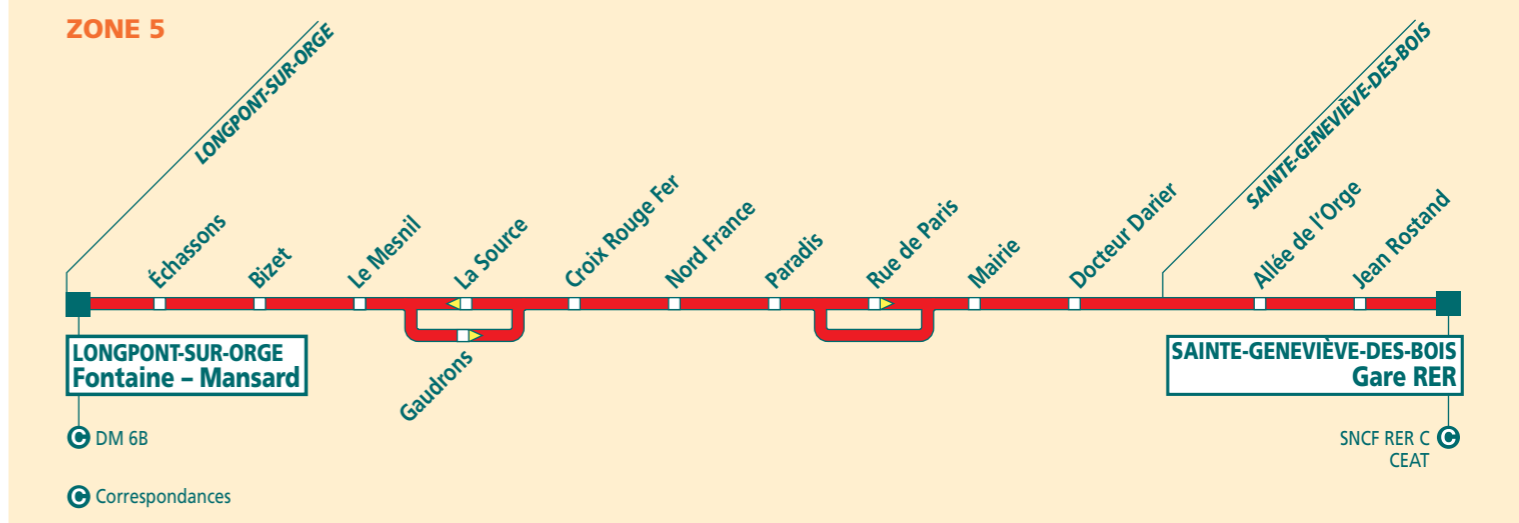 ZONE 5
LONGPONT-SUR-ORGE
SAINTE-GENEVIÈVE-DES-BOIS
Échassons
Bizet
Le Mesnil
La Source
Croix Rouge Fer
Nord France
Paradis
Rue de Paris
Mairie
Docteur Darier
Allée de l'Orge
Jean Rostand
Gaudrons
LONGPONT-SUR-ORGE
Fontaine – Mansard
SAINTE-GENEVIÈVE-DES-BOIS
Gare RER
C DM 6B
SNCF RER C C
CEAT
C Correspondances